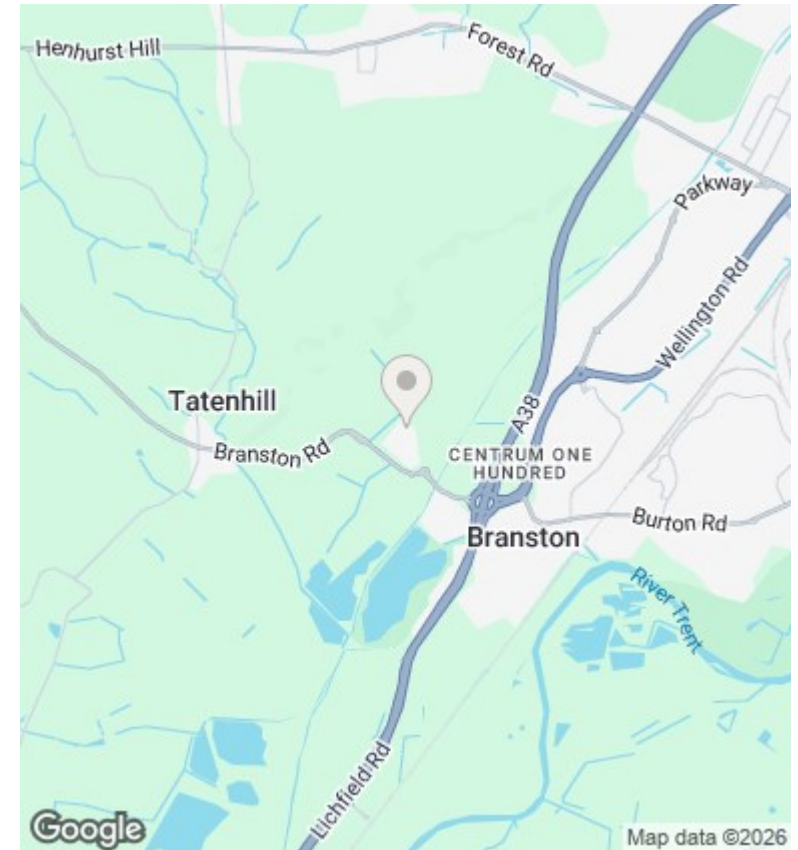 Henhurst Hill
Forest Rd
Parkway
Wellington Rd
Tatenhill
A38
Branston Rd
CENTRUM ONE
HUNDRED
Burton Rd
Branston
River Trent
Lichfield Rd
Google
Map data ©2026